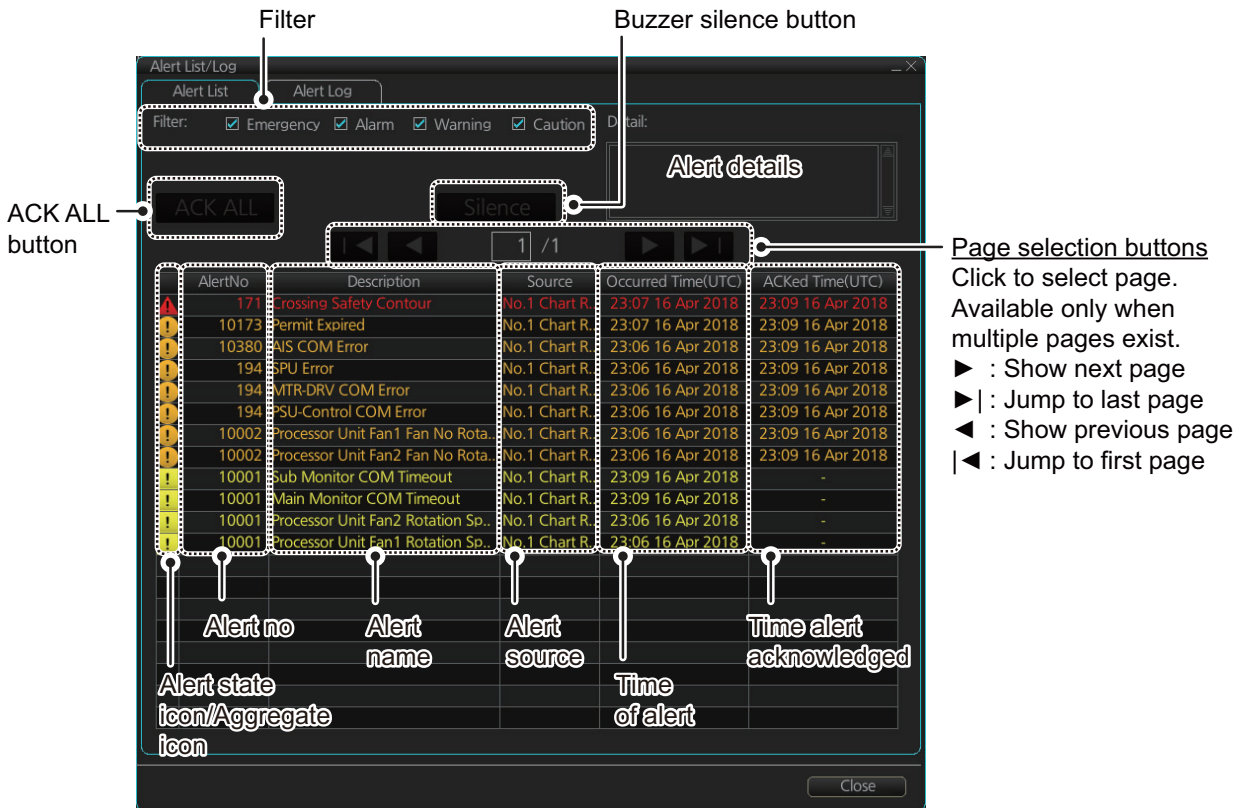 Filter
Buzzer silence button
Alert List/Log
Alert List
Alert Log
Filter:
Emergency
Alarm
Warning
Caution
Detail:
Alert details
ACK ALL
button
ACK ALL
Silence
1 /1
Page selection buttons
Click to select page.
Available only when
multiple pages exist.
► : Show next page
►| : Jump to last page
◄ : Show previous page
|◄ : Jump to first page
AlertNo Description Source Occurred Time(UTC) ACKed Time(UTC)
171 Crossing Safety Contour No.1 Chart R.. 23:07 16 Apr 2018 23:09 16 Apr 2018
10173 Permit Expired No.1 Chart R.. 23:07 16 Apr 2018 23:09 16 Apr 2018
10380 AIS COM Error No.1 Chart R.. 23:06 16 Apr 2018 23:09 16 Apr 2018
194 SPU Error No.1 Chart R.. 23:06 16 Apr 2018 23:09 16 Apr 2018
194 MTR-DRV COM Error No.1 Chart R.. 23:06 16 Apr 2018 23:09 16 Apr 2018
194 PSU-Control COM Error No.1 Chart R.. 23:06 16 Apr 2018 23:09 16 Apr 2018
10002 Processor Unit Fan1 Fan No Rota.. No.1 Chart R.. 23:06 16 Apr 2018 23:09 16 Apr 2018
10002 Processor Unit Fan2 Fan No Rota.. No.1 Chart R.. 23:06 16 Apr 2018 23:09 16 Apr 2018
10001 Sub Monitor COM Timeout No.1 Chart R.. 23:09 16 Apr 2018 -
10001 Main Monitor COM Timeout No.1 Chart R.. 23:09 16 Apr 2018 -
10001 Processor Unit Fan2 Rotation Sp.. No.1 Chart R.. 23:06 16 Apr 2018 -
10001 Processor Unit Fan1 Rotation Sp.. No.1 Chart R.. 23:06 16 Apr 2018 -
Alert no
Alert
name
Alert
source
Time alert
acknowledged
Alert state
icon/Aggregate
icon
Time
of alert
Close